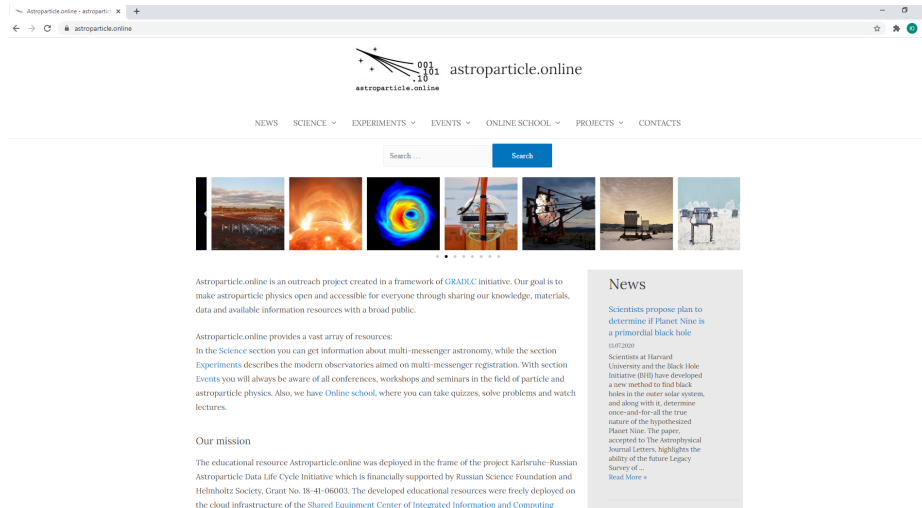 Astroparticle.online - astropartic
astroparticle.online
001
101
.10
astroparticle.online
astroparticle.online
NEWS SCIENCE EXPERIMENTS EVENTS ONLINE SCHOOL PROJECTS CONTACTS
Search ...
Search
Astroparticle.online is an outreach project created in a framework of GRADLC initiative. Our goal is to
make astroparticle physics open and accessible for everyone through sharing our knowledge, materials,
data and available information resources with a broad public.
Astroparticle.online provides a vast array of resources:
In the Science section you can get information about multi-messenger astronomy, while the section
Experiments describes the modern observatories aimed on multi-messenger registration. With section
Events you will always be aware of all conferences, workshops and seminars in the field of particle and
astroparticle physics. Also, we have Online school, where you can take quizzes, solve problems and watch
lectures.
Our mission
The educational resource Astroparticle.online was deployed in the frame of the project Karlsruhe-Russian
Astroparticle Data Life Cycle Initiative which is financially supported by Russian Science Foundation and
Helmholtz Society, Grant No. 18-41-06003. The developed educational resources were freely deployed on
the cloud infrastructure of the Shared Equipment Center of Integrated Information and Computing
News
Scientists propose plan to
determine if Planet Nine is
a primordial black hole
11.07.2020
Scientists at Harvard
University and the Black Hole
Initiative (BHI) have developed
a new method to find black
holes in the outer solar system,
and along with it, determine
once-and-for-all the true
nature of the hypothesized
Planet Nine. The paper,
accepted to The Astrophysical
Journal Letters, highlights the
ability of the future Legacy
Survey of ...
Read More »